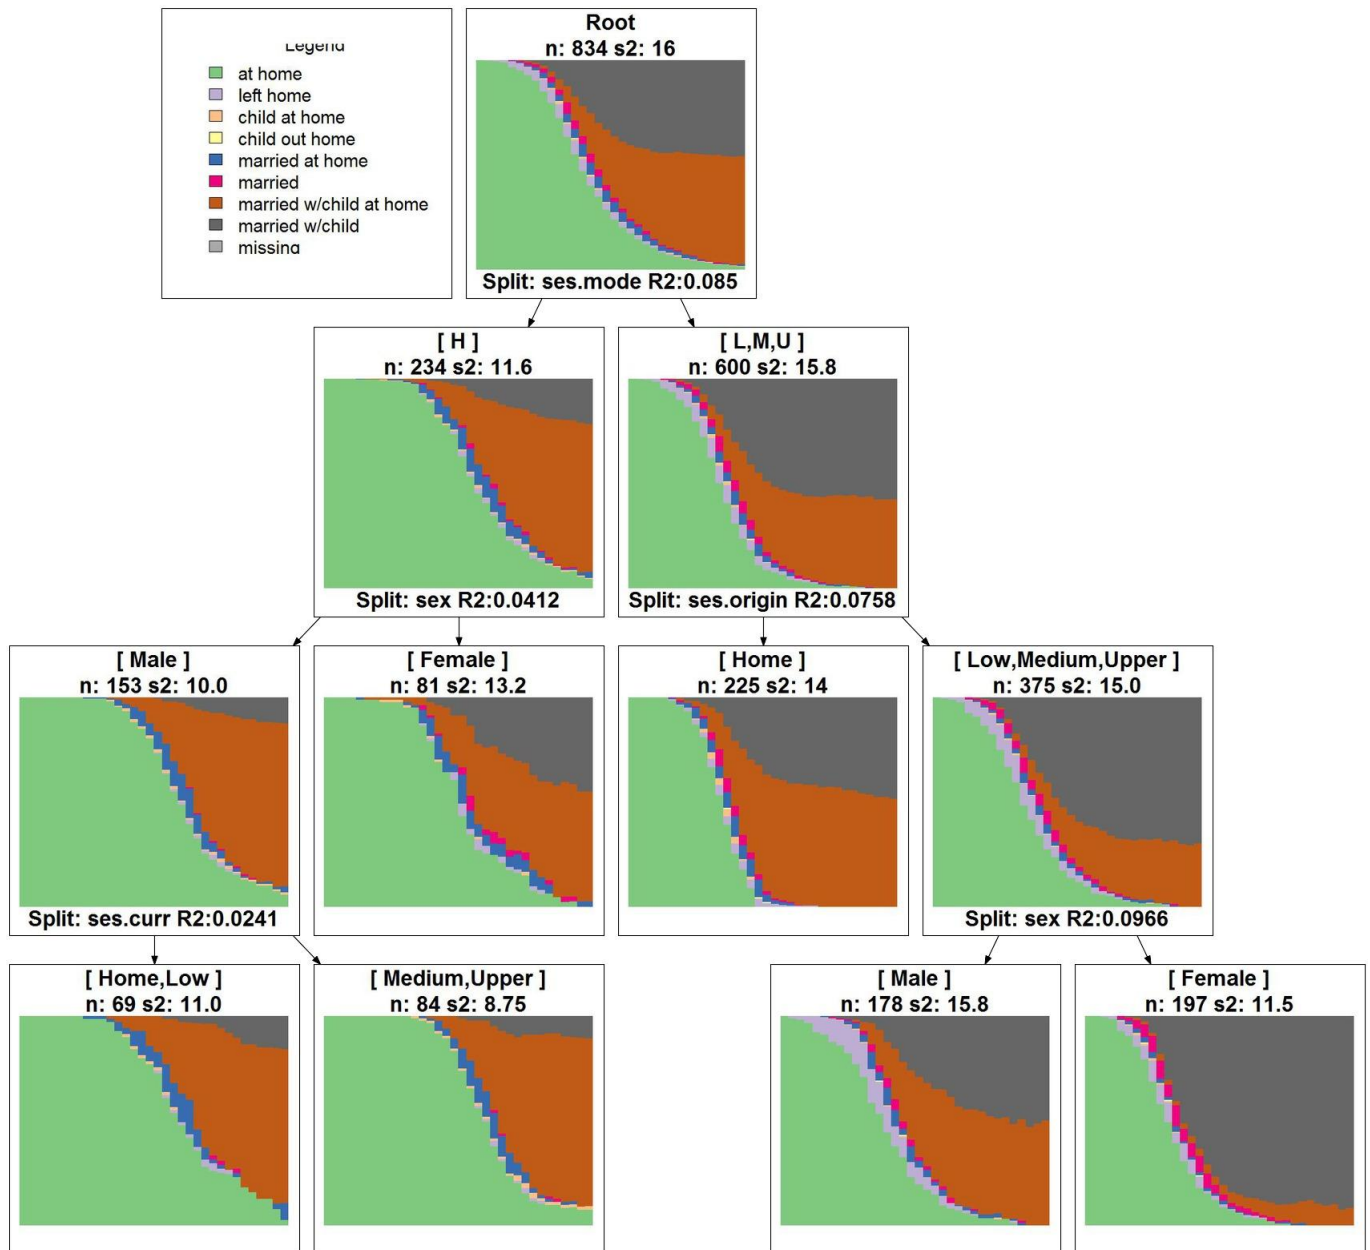 Legend
at home
left home
child at home
child out home
married at home
married
married w/child at home
married w/child
missing
Root
n: 834 s2: 16
Split: ses.mode R2:0.085
[ H ]
n: 234 s2: 11.6
Split: sex R2:0.0412
[ L,M,U ]
n: 600 s2: 15.8
Split: ses.origin R2:0.0758
[ Male ]
n: 153 s2: 10.0
Split: ses.curr R2:0.0241
[ Female ]
n: 81 s2: 13.2
[ Home ]
n: 225 s2: 14
[ Low,Medium,Upper ]
n: 375 s2: 15.0
Split: sex R2:0.0966
[ Home,Low ]
n: 69 s2: 11.0
[ Medium,Upper ]
n: 84 s2: 8.75
[ Male ]
n: 178 s2: 15.8
[ Female ]
n: 197 s2: 11.5